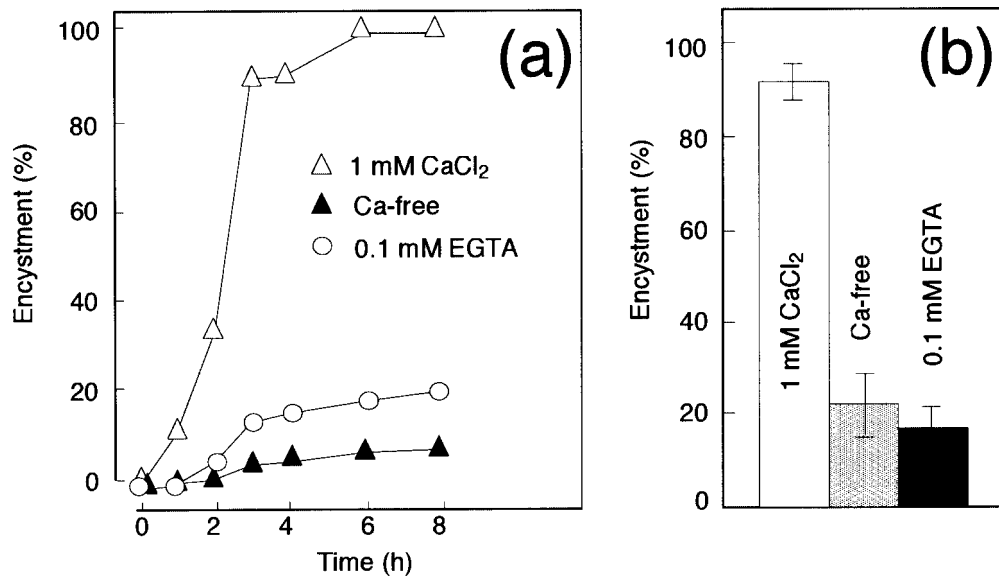 (a)
Encystment (%)
100
80
60
40
20
0
1 mM CaCl₂
Ca-free
0.1 mM EGTA
0 2 4 6 8
Time (h)
(b)
Encystment (%)
100
80
60
40
20
0
1 mM CaCl₂
Ca-free
0.1 mM EGTA